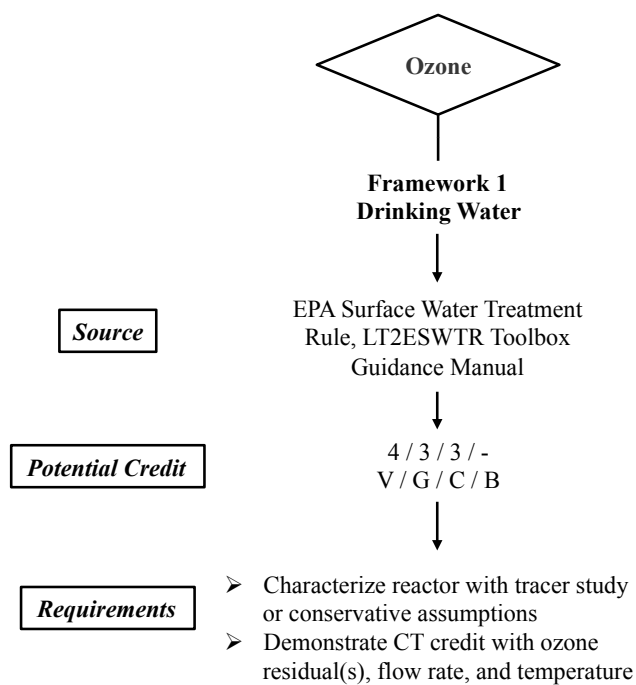 Ozone
Framework 1
Drinking Water
Source
EPA Surface Water Treatment
Rule, LT2ESWTR Toolbox
Guidance Manual
Potential Credit
4 / 3 / 3 / -
V / G / C / B
Requirements
➢ Characterize reactor with tracer study
or conservative assumptions
➢ Demonstrate CT credit with ozone
residual(s), flow rate, and temperature